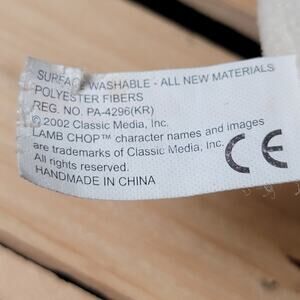 SURFACE WASHABLE - ALL NEW MATERIALS
POLYESTER FIBERS
REG. NO. PA-4296(KR)
© 2002 Classic Media, Inc.
LAMB CHOP™ character names and images
are trademarks of Classic Media, Inc.
All rights reserved.
HANDMADE IN CHINA
CE